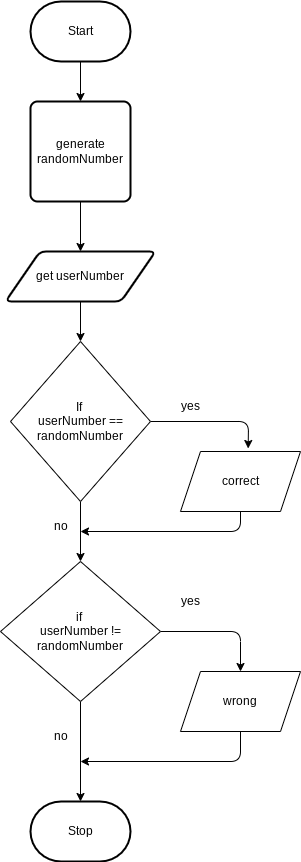 Start
generate
randomNumber
get userNumber
If
userNumber ==
randomNumber
yes
correct
no
if
userNumber !=
randomNumber
yes
wrong
no
Stop